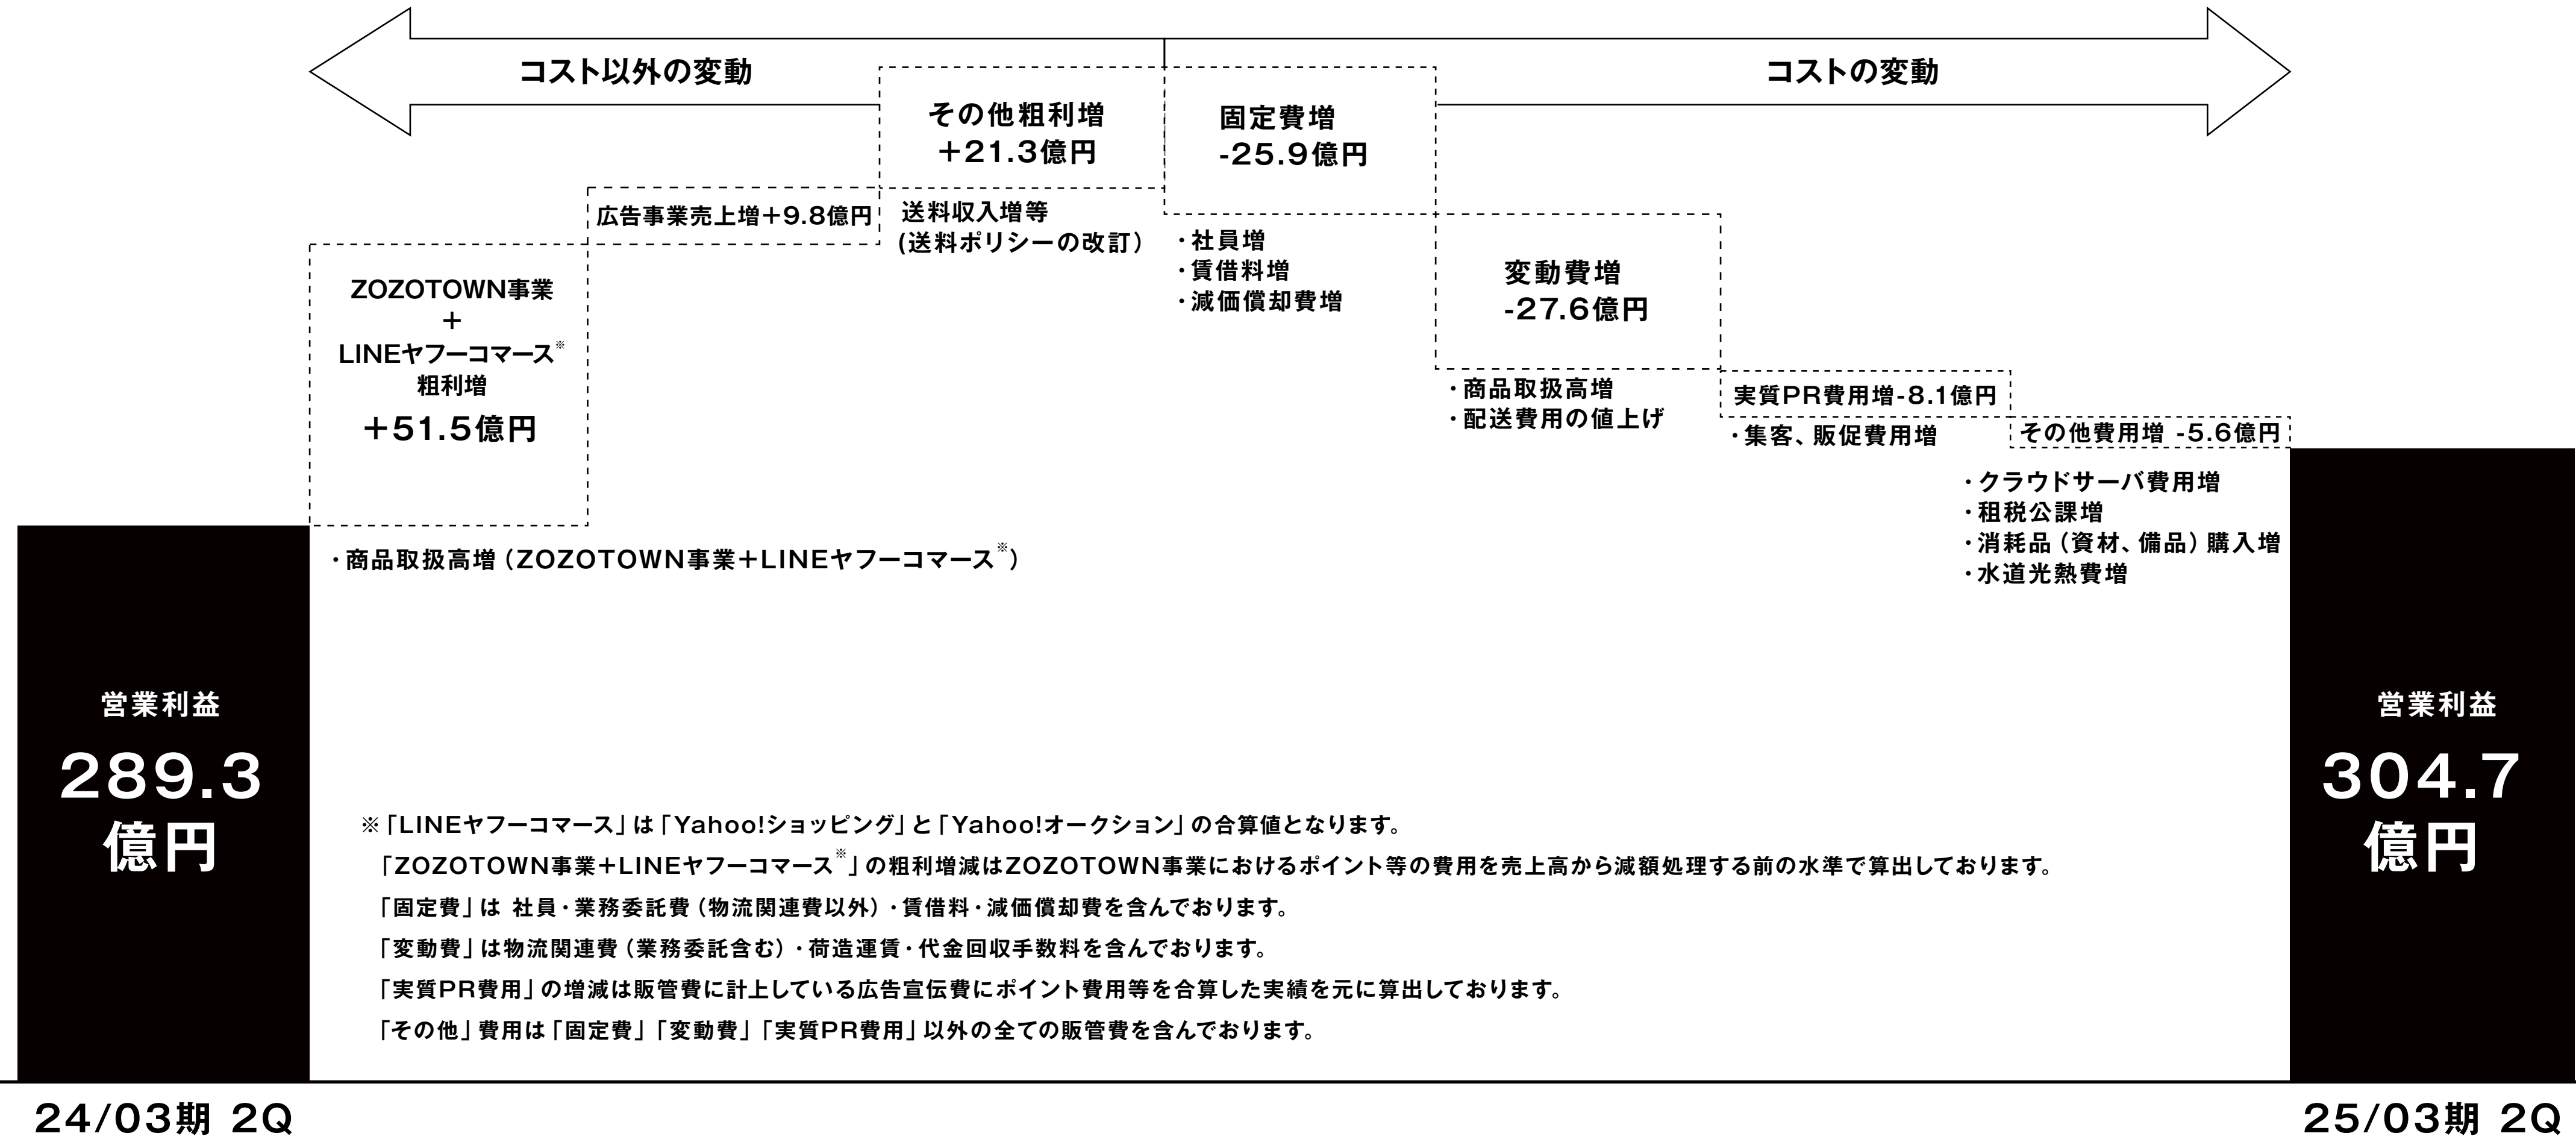 コスト以外の変動
コストの変動
その他粗利増
+21.3億円
固定費増
-25.9億円
広告事業売上増+9.8億円
送料収入増等
(送料ポリシーの改訂)
・社員増
・賃借料増
・減価償却費増
ZOZOTOWN事業
+
LINEヤフーコマース※
粗利増
+51.5億円
変動費増
-27.6億円
・商品取扱高増
・配送費用の値上げ
実質PR費用増-8.1億円
・集客、販促費用増
その他費用増 -5.6億円
・クラウドサーバ費用増
・租税公課増
・消耗品(資材、備品)購入増
・水道光熱費増
・商品取扱高増(ZOZOTOWN事業+LINEヤフーコマース※)
営業利益
289.3
億円
営業利益
304.7
億円
※「LINEヤフーコマース」は「Yahoo!ショッピング」と「Yahoo!オークション」の合算値となります。
「ZOZOTOWN事業+LINEヤフーコマース※」の粗利増減はZOZOTOWN事業におけるポイント等の費用を売上高から減額処理する前の水準で算出しております。
「固定費」は 社員・業務委託費(物流関連費以外)・賃借料・減価償却費を含んでおります。
「変動費」は物流関連費(業務委託含む)・荷造運賃・代金回収手数料を含んでおります。
「実質PR費用」の増減は販管費に計上している広告宣伝費にポイント費用等を合算した実績を元に算出しております。
「その他」費用は「固定費」「変動費」「実質PR費用」以外の全ての販管費を含んでおります。
24/03期 2Q
25/03期 2Q